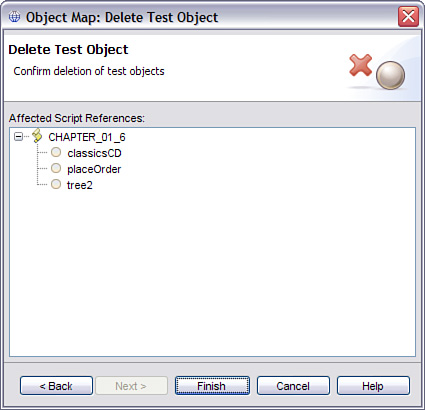 Object Map: Delete Test Object
Delete Test Object
Confirm deletion of test objects
Affected Script References:
CHAPTER_01_6
classicsCD
placeOrder
tree2
< Back
Next >
Finish
Cancel
Help